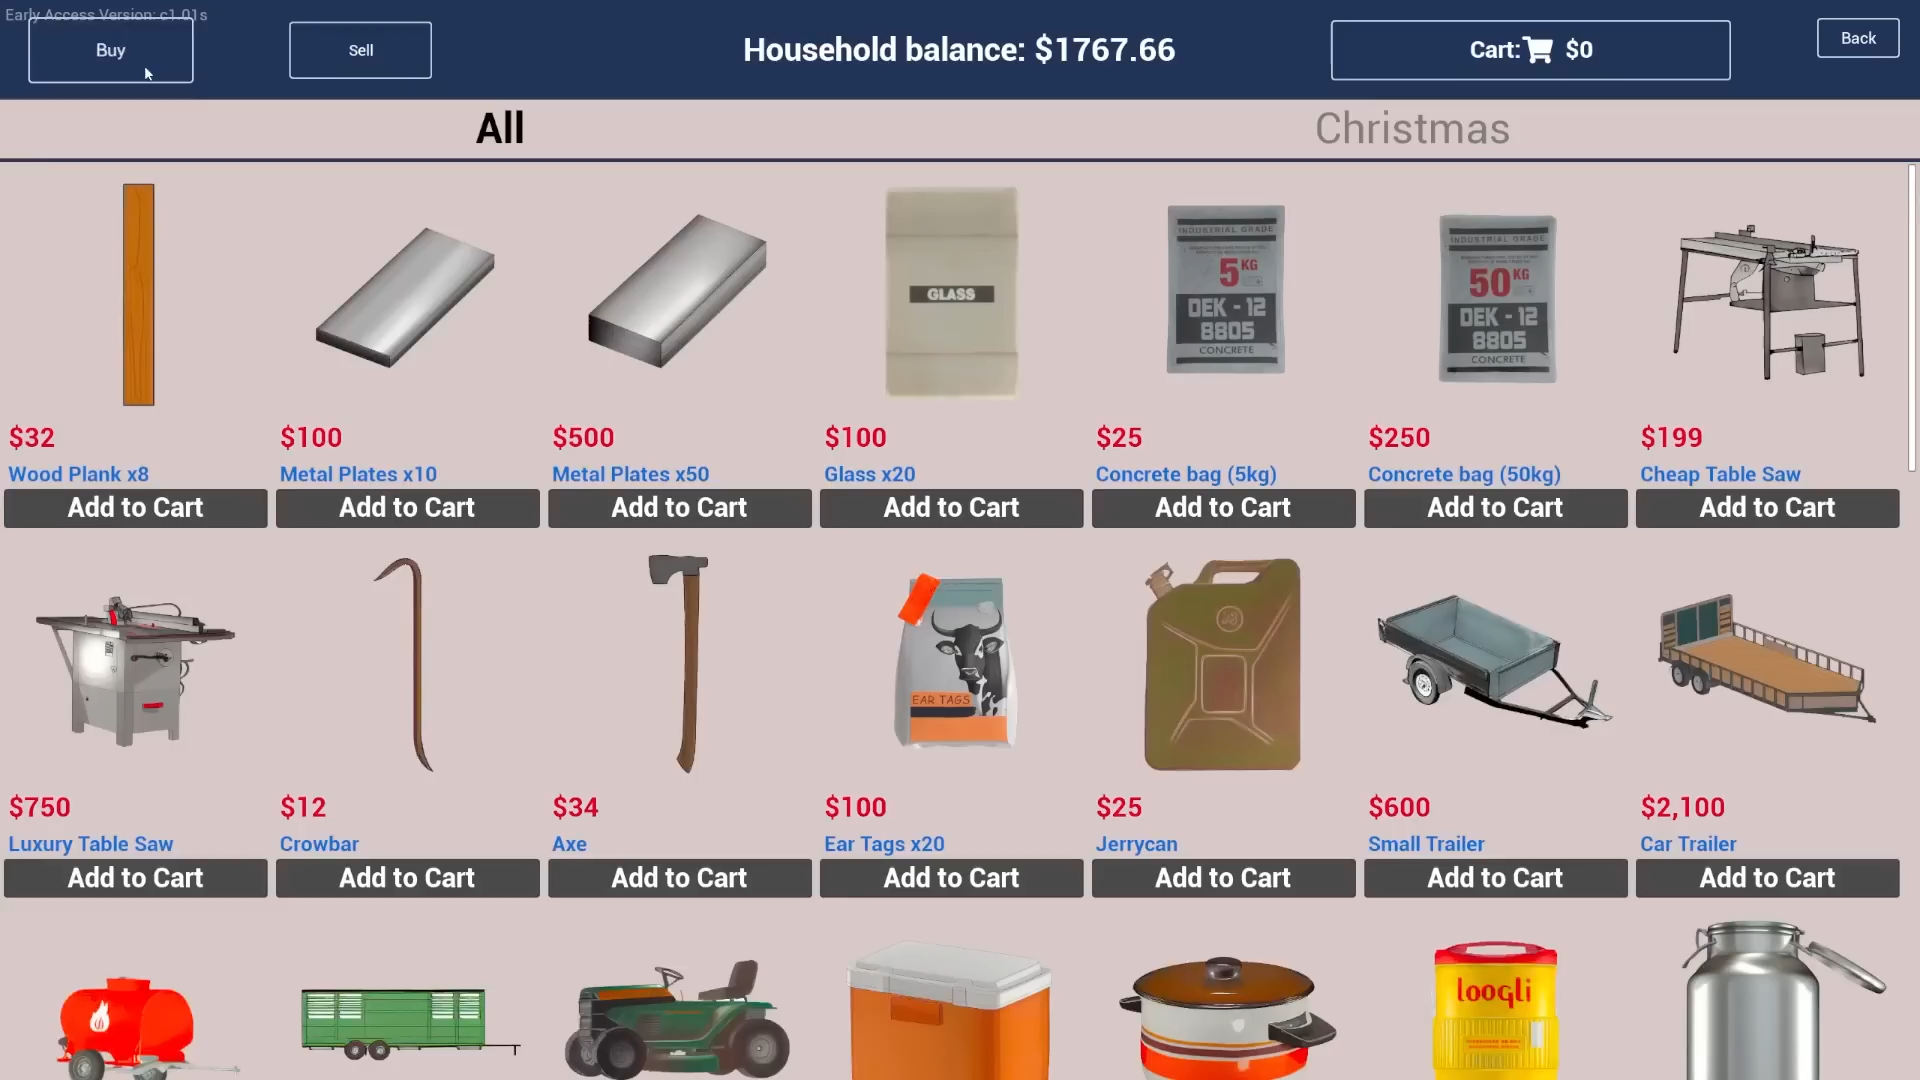 Early Access Version: c1.01s
Buy
Sell
Household balance: $1767.66
Cart: $0
Back
All
Christmas
GLASS
INDUSTRIAL GRADE
5KG
DEK - 12
8805
CONCRETE
INDUSTRIAL GRADE
50KG
DEK - 12
8805
CONCRETE
$32
$100
$500
$100
$25
$250
$199
Wood Plank x8
Metal Plates x10
Metal Plates x50
Glass x20
Concrete bag (5kg)
Concrete bag (50kg)
Cheap Table Saw
Add to Cart
Add to Cart
Add to Cart
Add to Cart
Add to Cart
Add to Cart
Add to Cart
EAR TAGS
$750
$12
$34
$100
$25
$600
$2,100
Luxury Table Saw
Crowbar
Axe
Ear Tags x20
Jerrycan
Small Trailer
Car Trailer
Add to Cart
Add to Cart
Add to Cart
Add to Cart
Add to Cart
Add to Cart
Add to Cart
loogli